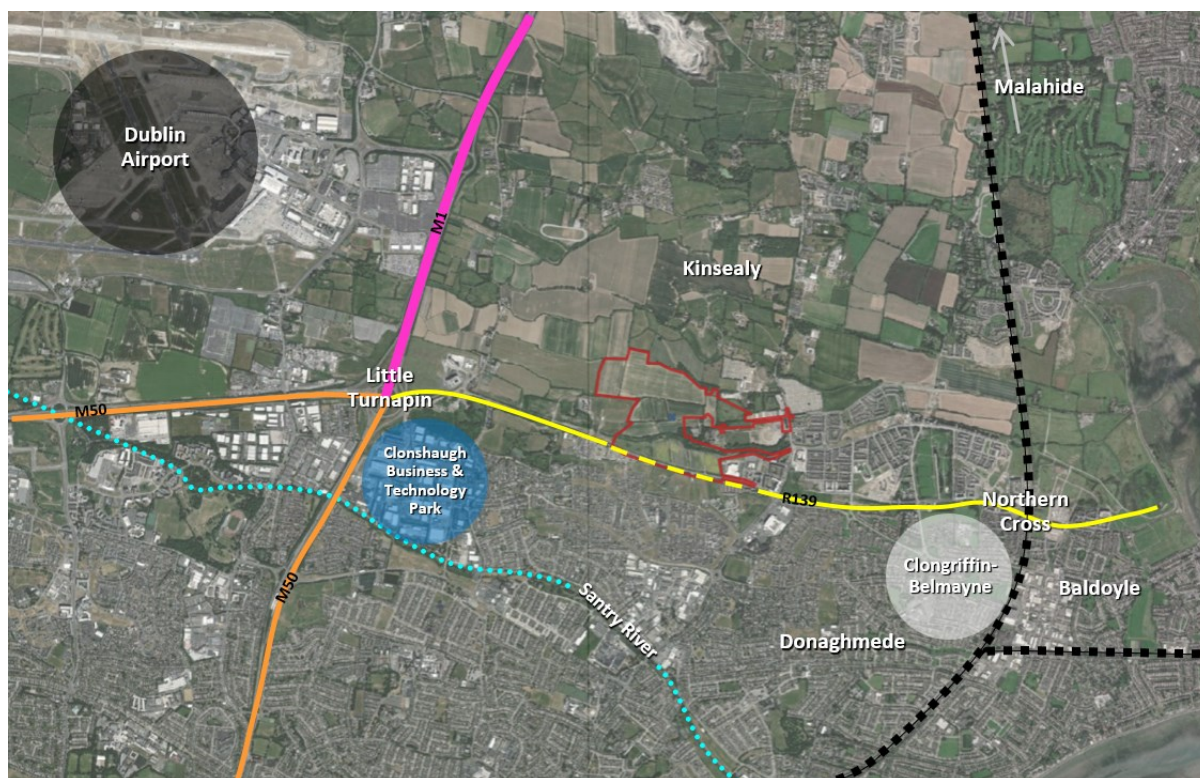 Malahide
Dublin
Airport
M1
Kinsealy
Little
Turnapin
M50
Clonshaugh
Business &
Technology
Park
R139
Northern
Cross
Clongriffin-
Belmayne
Baldoyle
M50
Santry River
Donaghmede